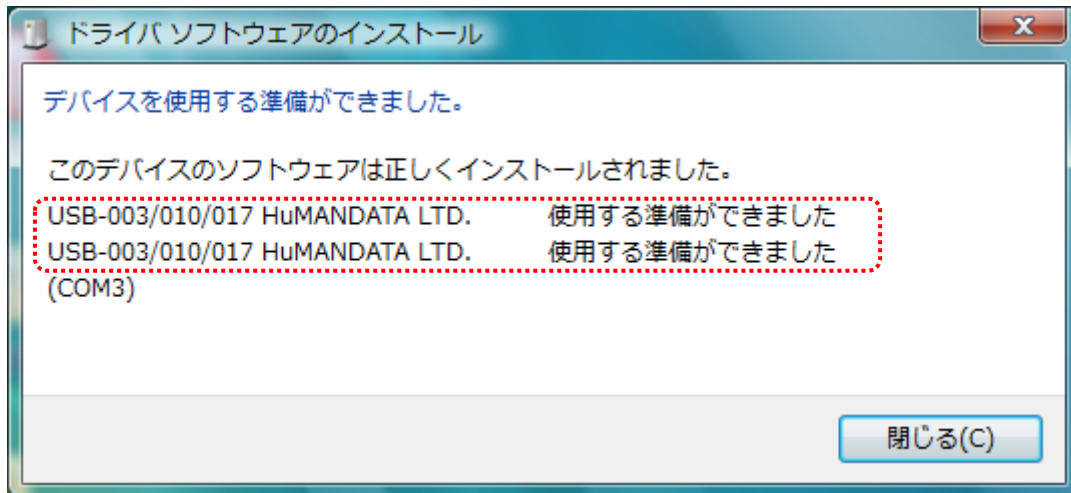 ドライバ ソフトウェアのインストール
デバイスを使用する準備ができました。
このデバイスのソフトウェアは正しくインストールされました。
USB-003/010/017 HuMANDATA LTD. 使用する準備ができました
USB-003/010/017 HuMANDATA LTD. 使用する準備ができました
(COM3)
閉じる(C)